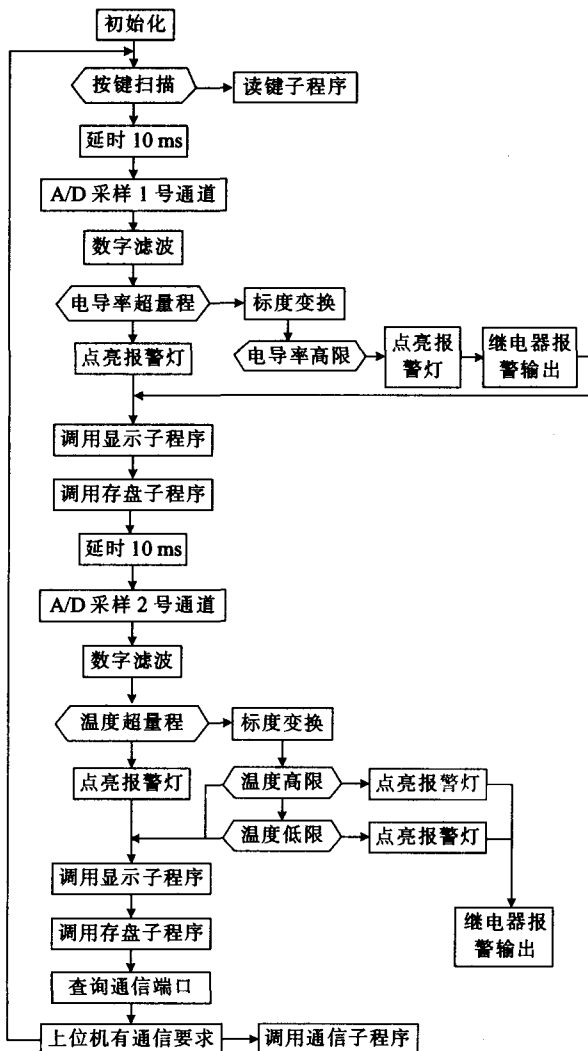 初始化
按键扫描
读键子程序
延时 10 ms
A/D 采样 1 号通道
数字滤波
电导率超量程
标度变换
点亮报警灯
电导率高限
点亮报
警灯
继电器报
警输出
调用显示子程序
调用存盘子程序
延时 10 ms
A/D 采样 2 号通道
数字滤波
温度超量程
标度变换
点亮报警灯
温度高限
点亮报警灯
温度低限
点亮报警灯
调用显示子程序
调用存盘子程序
继电器报
警输出
查询通信端口
上位机有通信要求
调用通信子程序